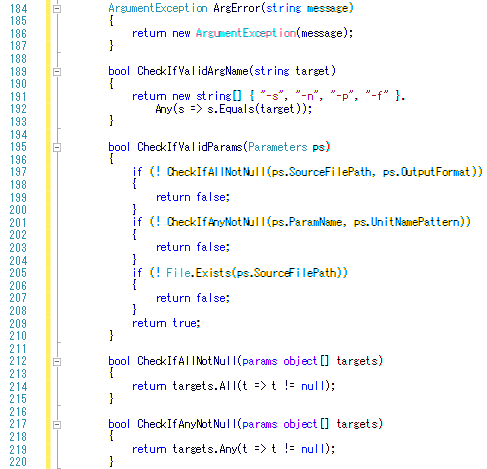 184 ArgumentException ArgError(string message)
185 {
186 return new ArgumentException(message);
187 }
188
189 bool CheckIfValidArgName(string target)
190 {
191 return new string[] { "-s", "-n", "-p", "-f" }.
192 Any(s => s.Equals(target));
193 }
194
195 bool CheckIfValidParams(Parameters ps)
196 {
197 if (! CheckIfAllNotNull(ps.SourceFilePath, ps.OutputFormat))
198 {
199 return false;
200 }
201 if (! CheckIfAnyNotNull(ps.ParamName, ps.UnitNamePattern))
202 {
203 return false;
204 }
205 if (! File.Exists(ps.SourceFilePath))
206 {
207 return false;
208 }
209 return true;
210 }
211
212 bool CheckIfAllNotNull(params object[] targets)
213 {
214 return targets.All(t => t != null);
215 }
216
217 bool CheckIfAnyNotNull(params object[] targets)
218 {
219 return targets.Any(t => t != null);
220 }